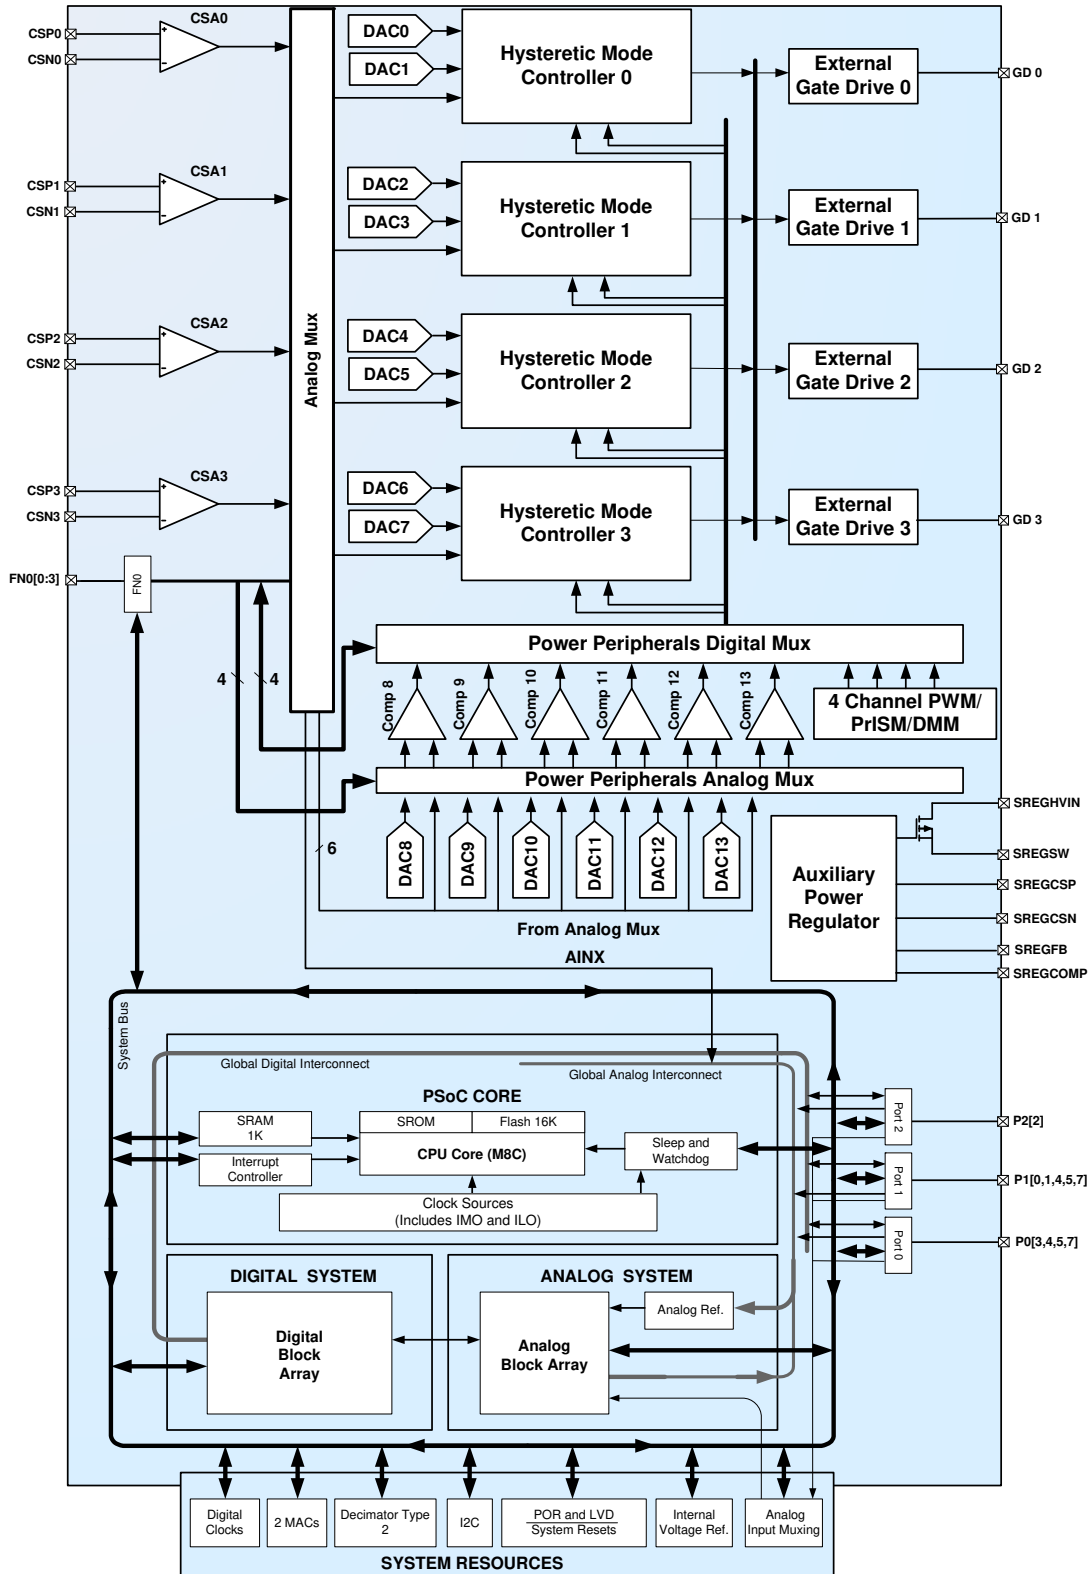 CSA0
CSP0
CSN0
DAC0
DAC1
Hysteretic Mode
Controller 0
External
Gate Drive 0
GD 0
CSA1
CSP1
CSN1
DAC2
DAC3
Hysteretic Mode
Controller 1
External
Gate Drive 1
GD 1
Analog Mux
CSA2
CSP2
CSN2
DAC4
DAC5
Hysteretic Mode
Controller 2
External
Gate Drive 2
GD 2
CSA3
CSP3
CSN3
DAC6
DAC7
Hysteretic Mode
Controller 3
External
Gate Drive 3
GD 3
FN0[0:3]
FN0
4
4
Power Peripherals Digital Mux
Comp 8
Comp 9
Comp 10
Comp 11
Comp 12
Comp 13
4 Channel PWM/
PrISM/DMM
Power Peripherals Analog Mux
6
DAC8
DAC9
DAC10
DAC11
DAC12
DAC13
From Analog Mux
AINX
Auxiliary
Power
Regulator
SREGHVIN
SREGSW
SREGCSP
SREGCSN
SREGFB
SREGCOMP
System Bus
Global Digital Interconnect
Global Analog Interconnect
PSoC CORE
SRAM
1K
SROM
Flash 16K
CPU Core (M8C)
Interrupt
Controller
Sleep and
Watchdog
Clock Sources
(Includes IMO and ILO)
Port 2
P2[2]
Port 1
P1[0,1,4,5,7]
Port 0
P0[3,4,5,7]
DIGITAL SYSTEM
Digital
Block
Array
ANALOG SYSTEM
Analog
Block Array
Analog Ref.
Digital
Clocks
2 MACs
Decimator Type
2
I2C
POR and LVD
System Resets
Internal
Voltage Ref.
Analog
Input Muxing
SYSTEM RESOURCES